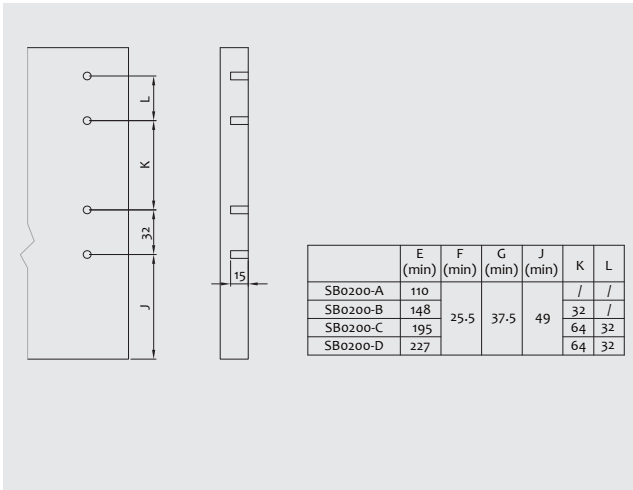 L
K
32
J
15
E F G J K L
(min) (min) (min) (min)
SB0200-A 110 / /
SB0200-B 148 25.5 37.5 49 32 /
SB0200-C 195 64 32
SB0200-D 227 64 32